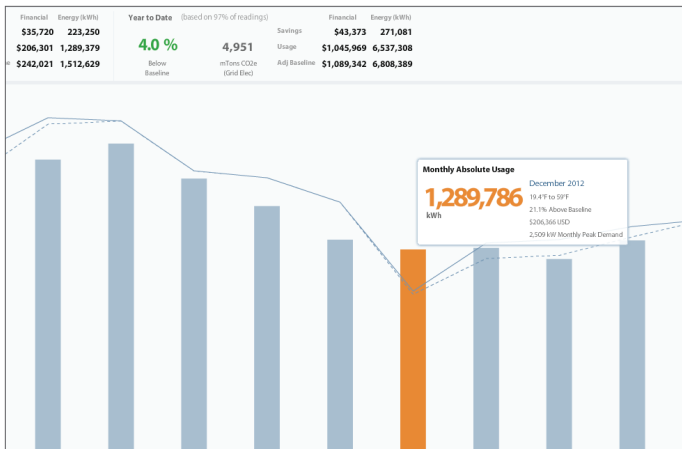 Financial Energy (kWh)
$35,720 223,250
$206,301 1,289,379
e $242,021 1,512,629
Year to Date (based on 97% of readings)
4.0 %
Below
Baseline
4,951
mTons CO2e
(Grid Elec)
Financial Energy (kWh)
Savings $43,373 271,081
Usage $1,045,969 6,537,308
Adj Baseline $1,089,342 6,808,389
Monthly Absolute Usage
1,289,786
kWh
December 2012
19.4°F to 59°F
21.1% Above Baseline
$206,366 USD
2,509 kW Monthly Peak Demand